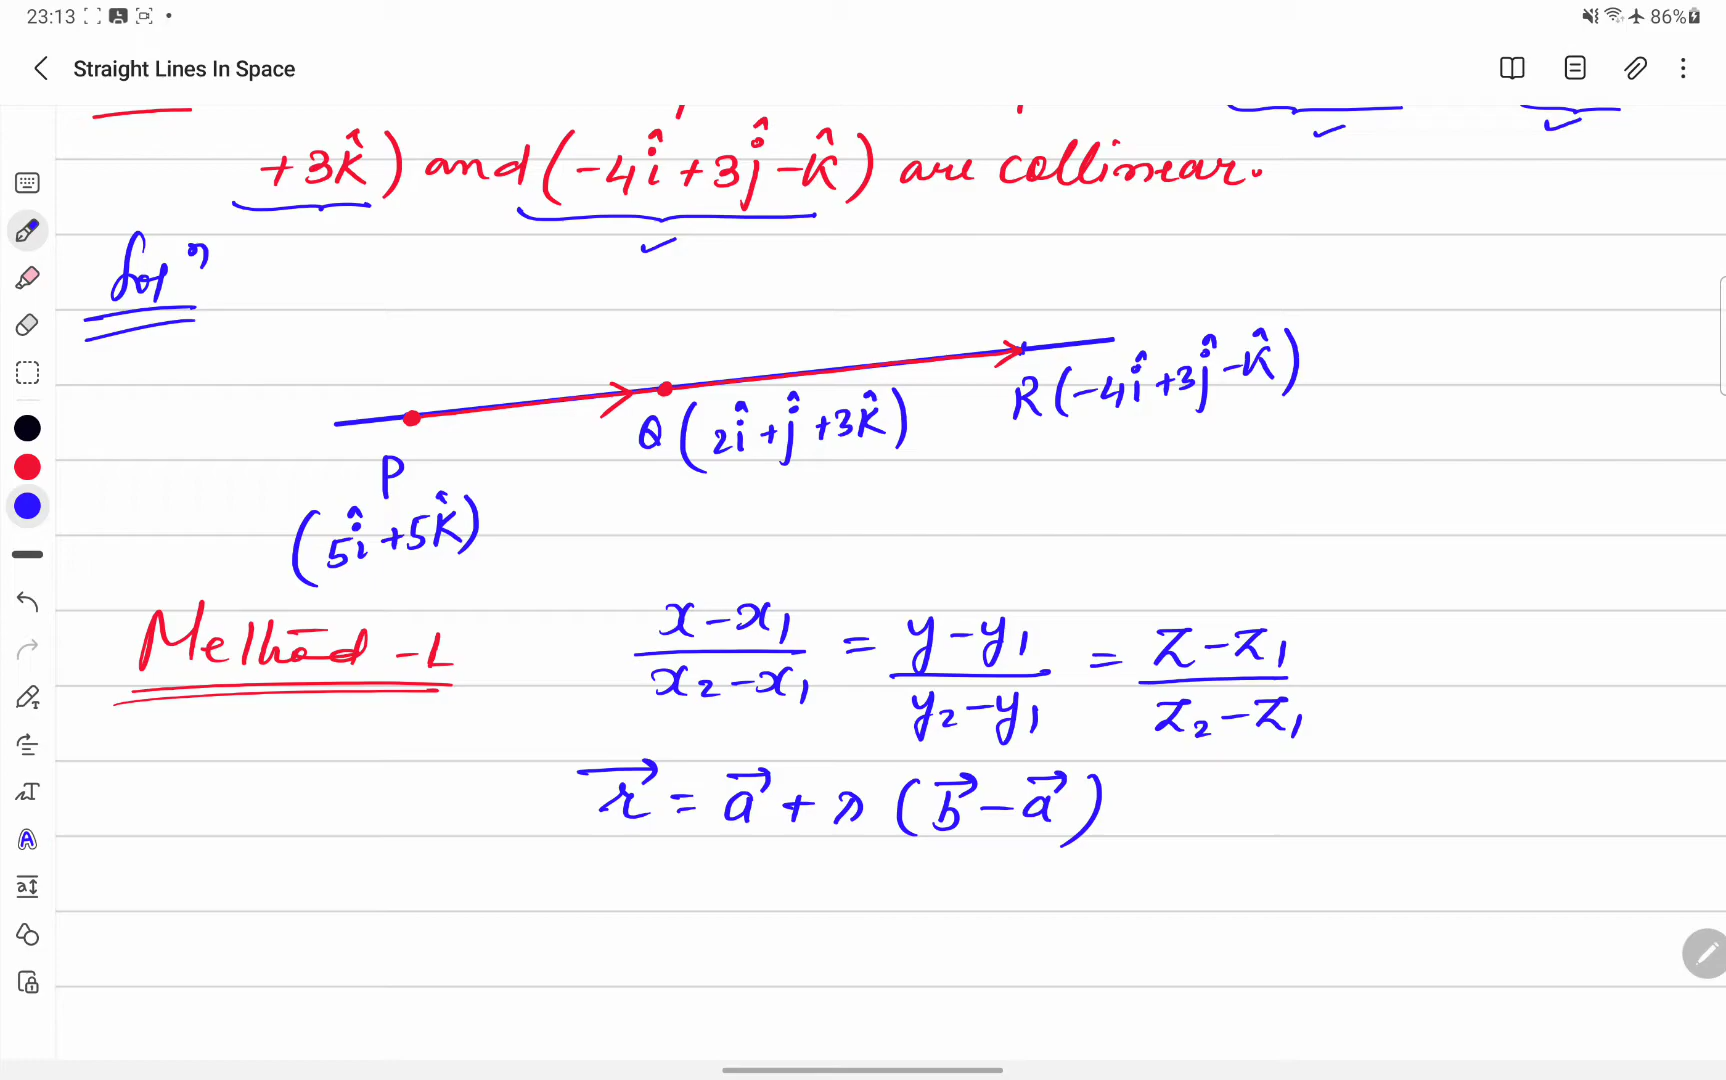 23:13
86%
Straight Lines In Space
+3k̂) and (-4î+3ĵ-k̂) are collinear.
Solⁿ
R(-4î+3ĵ-k̂)
Q(2î+ĵ+3k̂)
P
(5î+5k̂)
Method-1
(x-x₁)/(x₂-x₁) = (y-y₁)/(y₂-y₁) = (z-z₁)/(z₂-z₁)
r⃗ = a⃗ + λ(b⃗-a⃗)